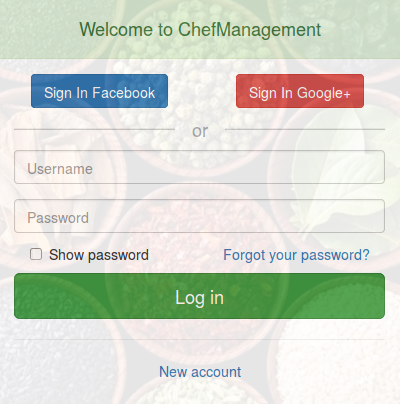 Welcome to ChefManagement
Sign In Facebook Sign In Google+
or
Username
Password
Show password Forgot your password?
Log in
New account